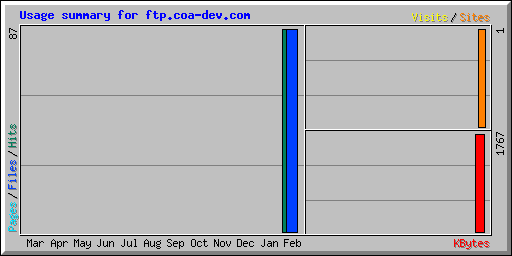 Usage summary for ftp.coa-dev.com
Visits / Sites
87
1
Pages / Files / Hits
1767
Mar Apr May Jun Jul Aug Sep Oct Nov Dec Jan Feb
KBytes